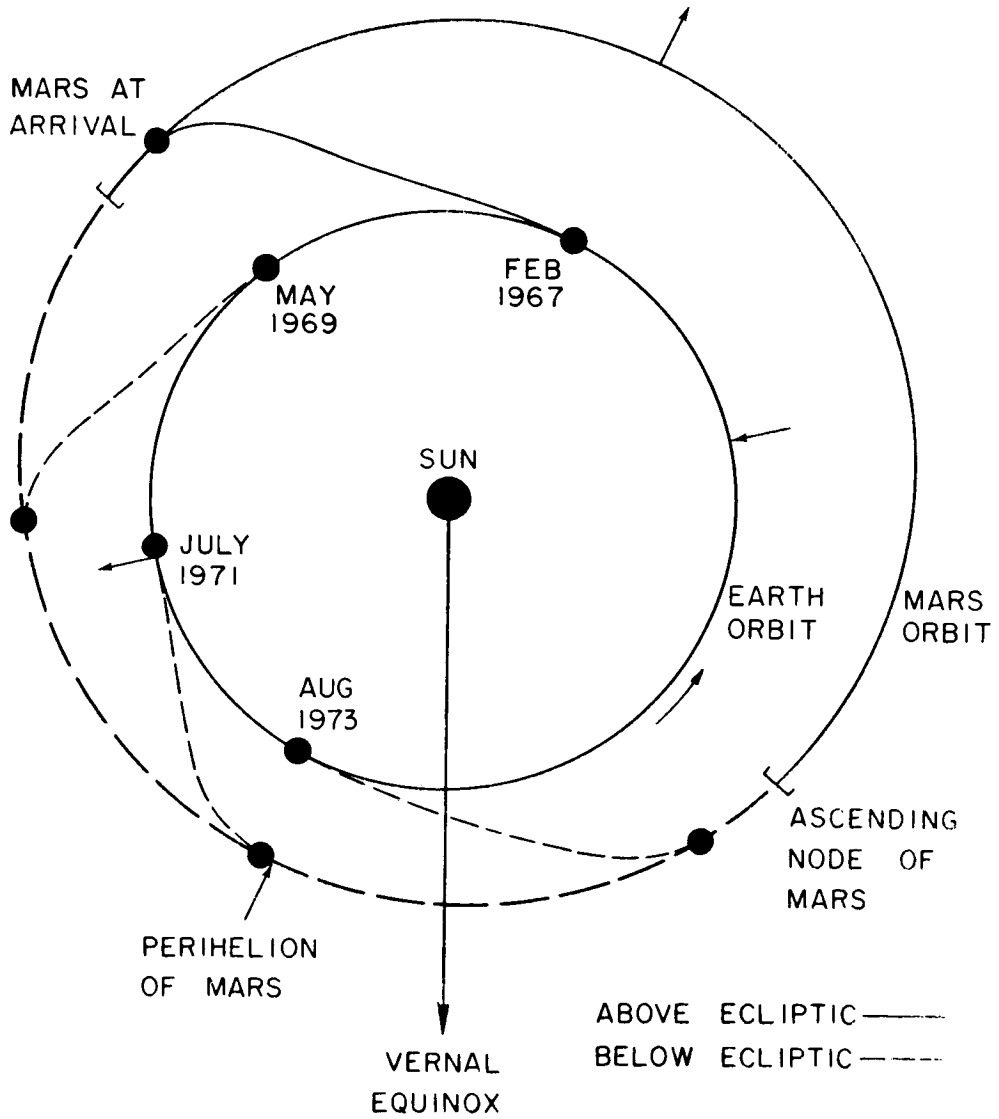 MARS AT
ARRIVAL
FEB
1967
MAY
1969
SUN
JULY
1971
EARTH
ORBIT
MARS
ORBIT
AUG
1973
ASCENDING
NODE OF
MARS
PERIHELION
OF MARS
ABOVE ECLIPTIC
BELOW ECLIPTIC
VERNAL
EQUINOX